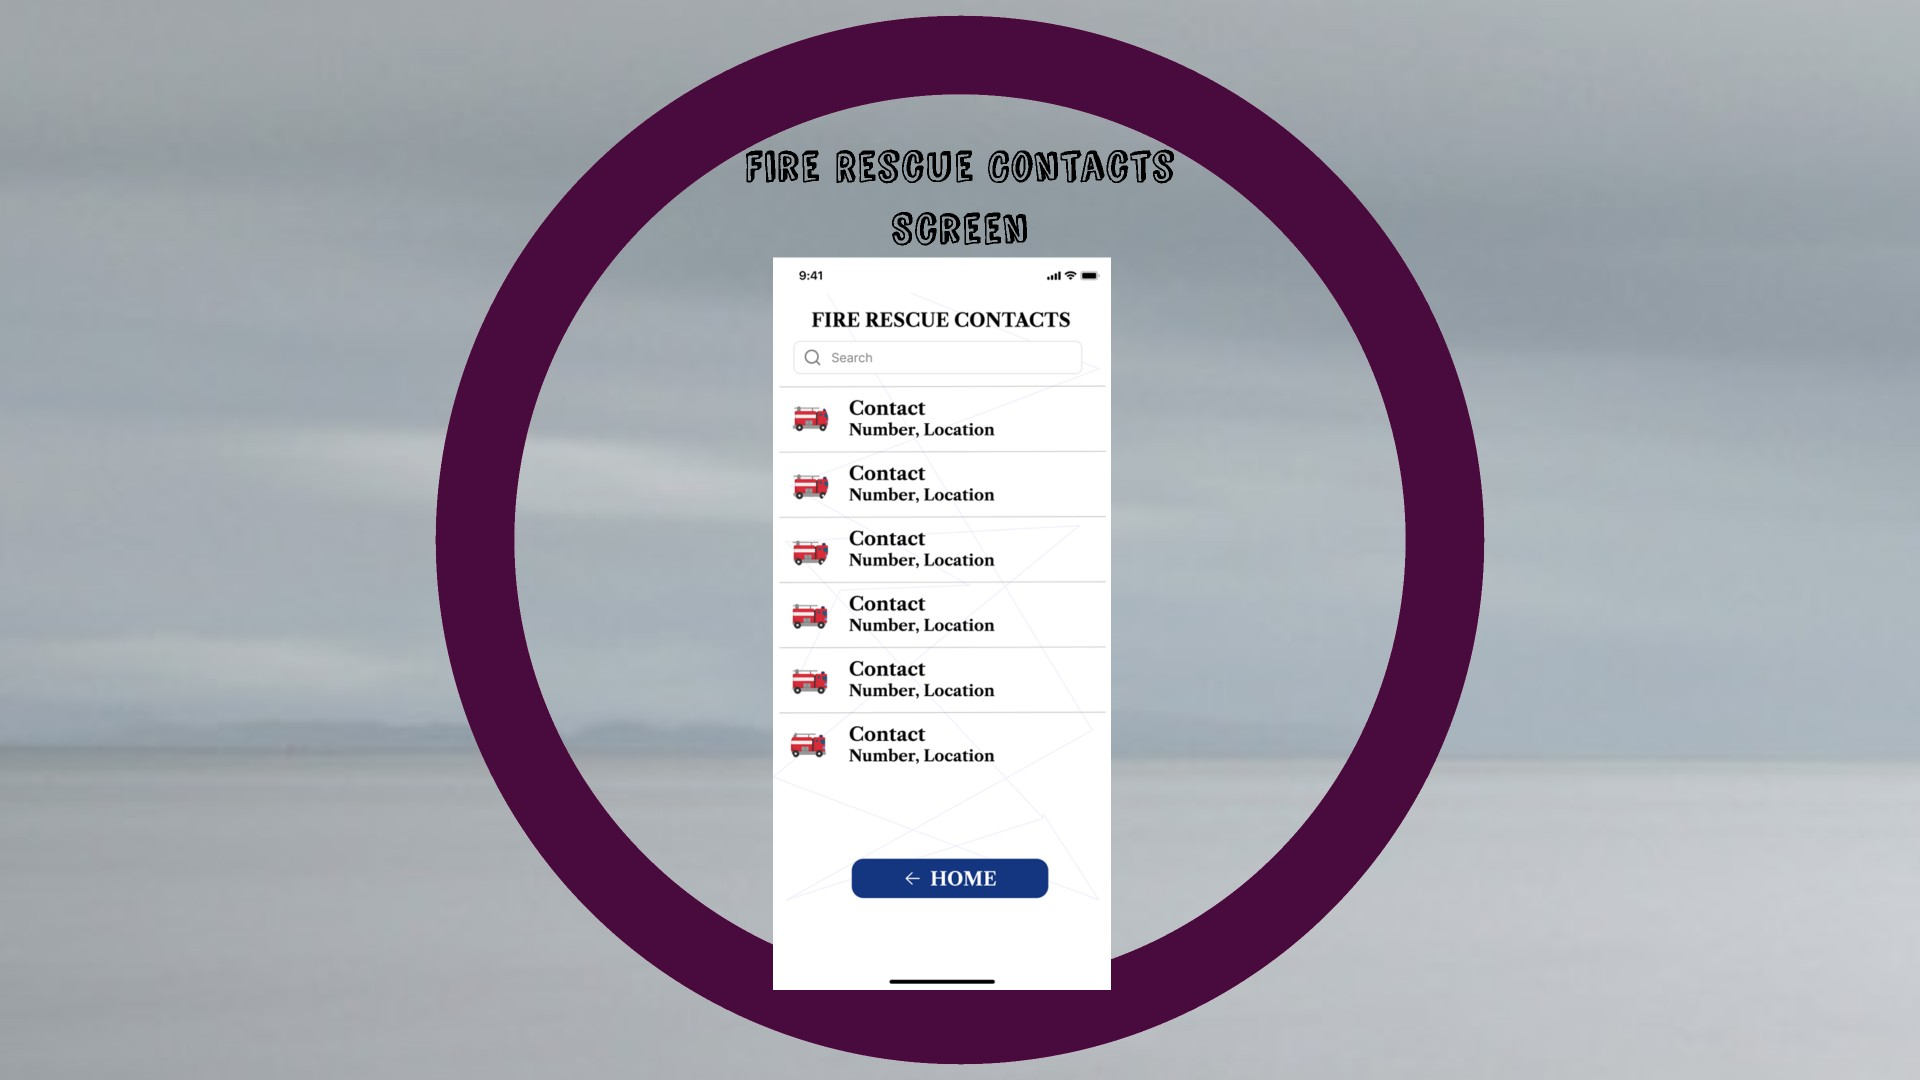 FIRE RESCUE CONTACTS
SCREEN
9:41
FIRE RESCUE CONTACTS
Search
Contact
Number, Location
Contact
Number, Location
Contact
Number, Location
Contact
Number, Location
Contact
Number, Location
Contact
Number, Location
← HOME